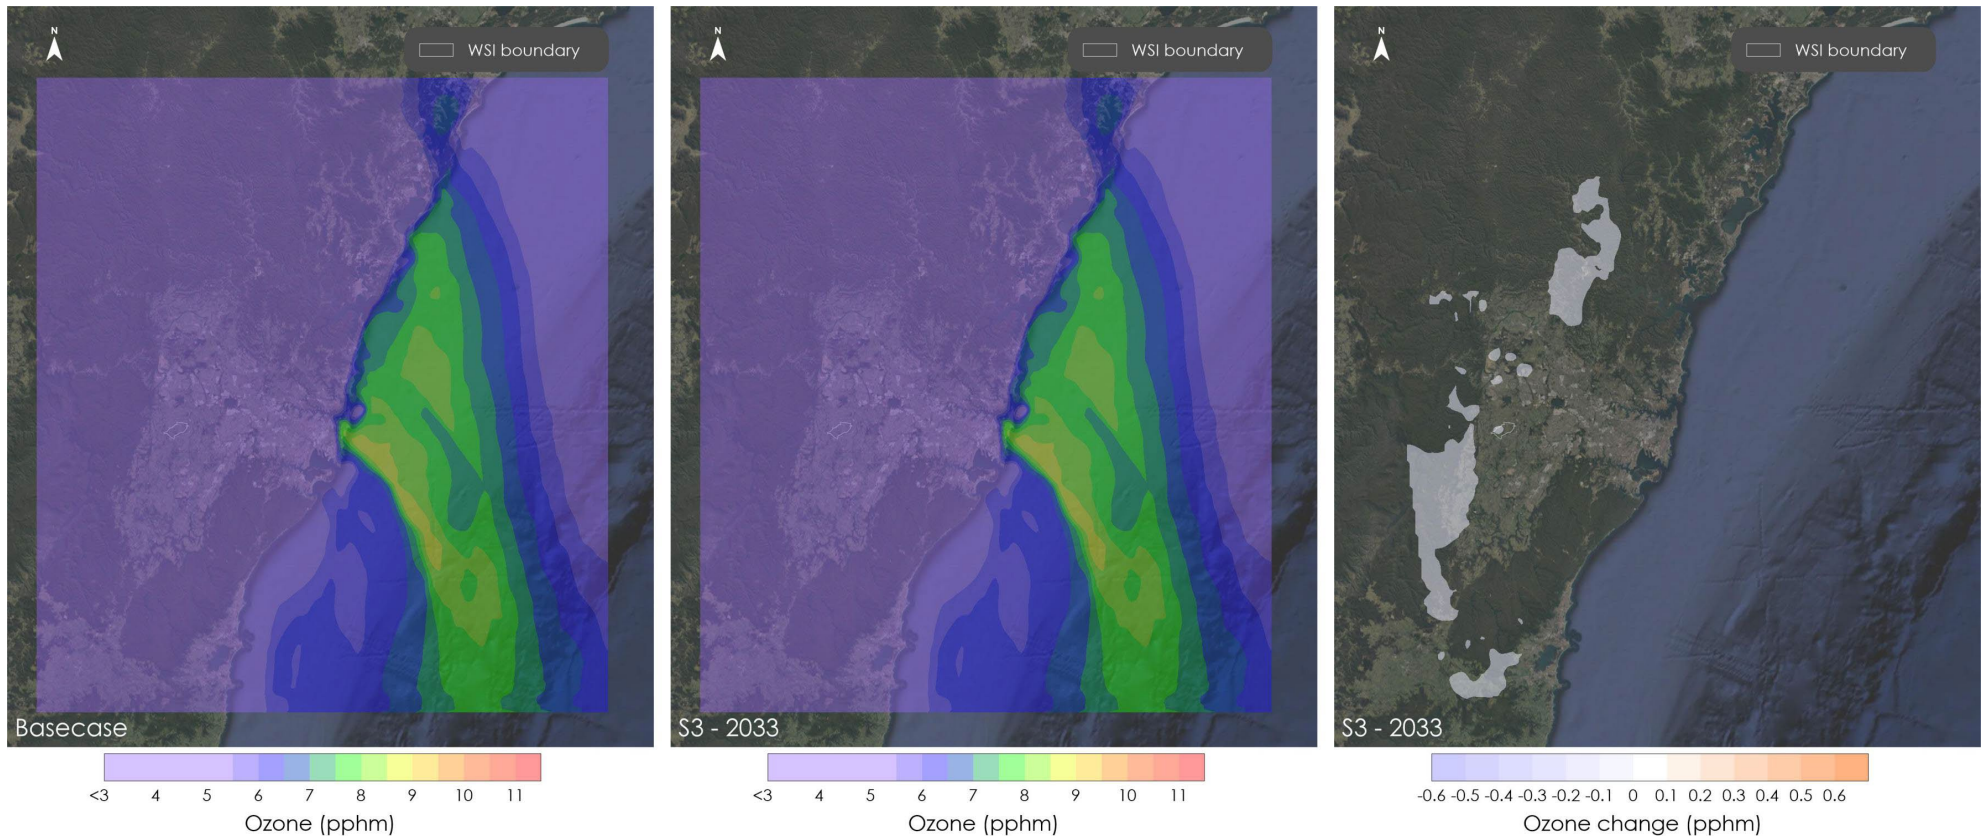 N
WSI boundary
N
WSI boundary
N
WSI boundary
Basecase
S3 - 2033
S3 - 2033
<3 4 5 6 7 8 9 10 11
<3 4 5 6 7 8 9 10 11
-0.6 -0.5 -0.4 -0.3 -0.2 -0.1 0 0.1 0.2 0.3 0.4 0.5 0.6
Ozone (pphm)
Ozone (pphm)
Ozone change (pphm)